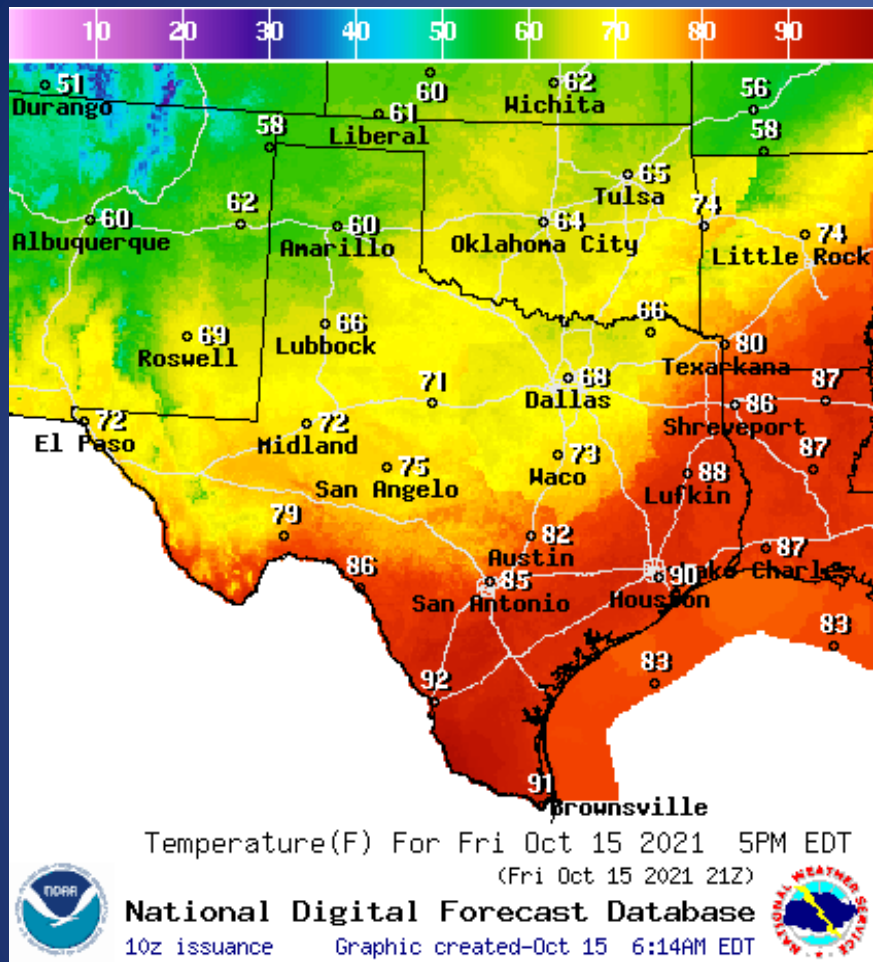 10 20 30 40 50 60 70 80 90
51 60 62 56
Durango Wichita
61
Liberal
58 58
65
Tulsa
62 60 64 74 74
60
Albuquerque Amarillo Oklahoma City Little Rock
69 66 66 80
Roswell Lubbock Texarkana
71 68 86 87
Dallas Shreveport
72 72
El Paso Midland
75 73 88 87
San Angelo Waco Lufkin
79 82 87
Austin Lake Charles
86 85 90
San Antonio Houston
83
92 83
91
Brownsville
Temperature(F) For Fri Oct 15 2021 5PM EDT
(Fri Oct 15 2021 21Z)
NOAA
NATIONAL WEATHER SERVICE
National Digital Forecast Database
10z issuance Graphic created-Oct 15 6:14AM EDT